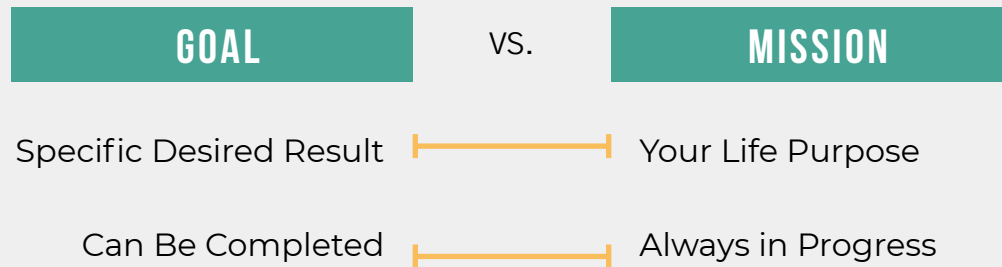 GOAL VS. MISSION
Specific Desired Result Your Life Purpose
Can Be Completed Always in Progress